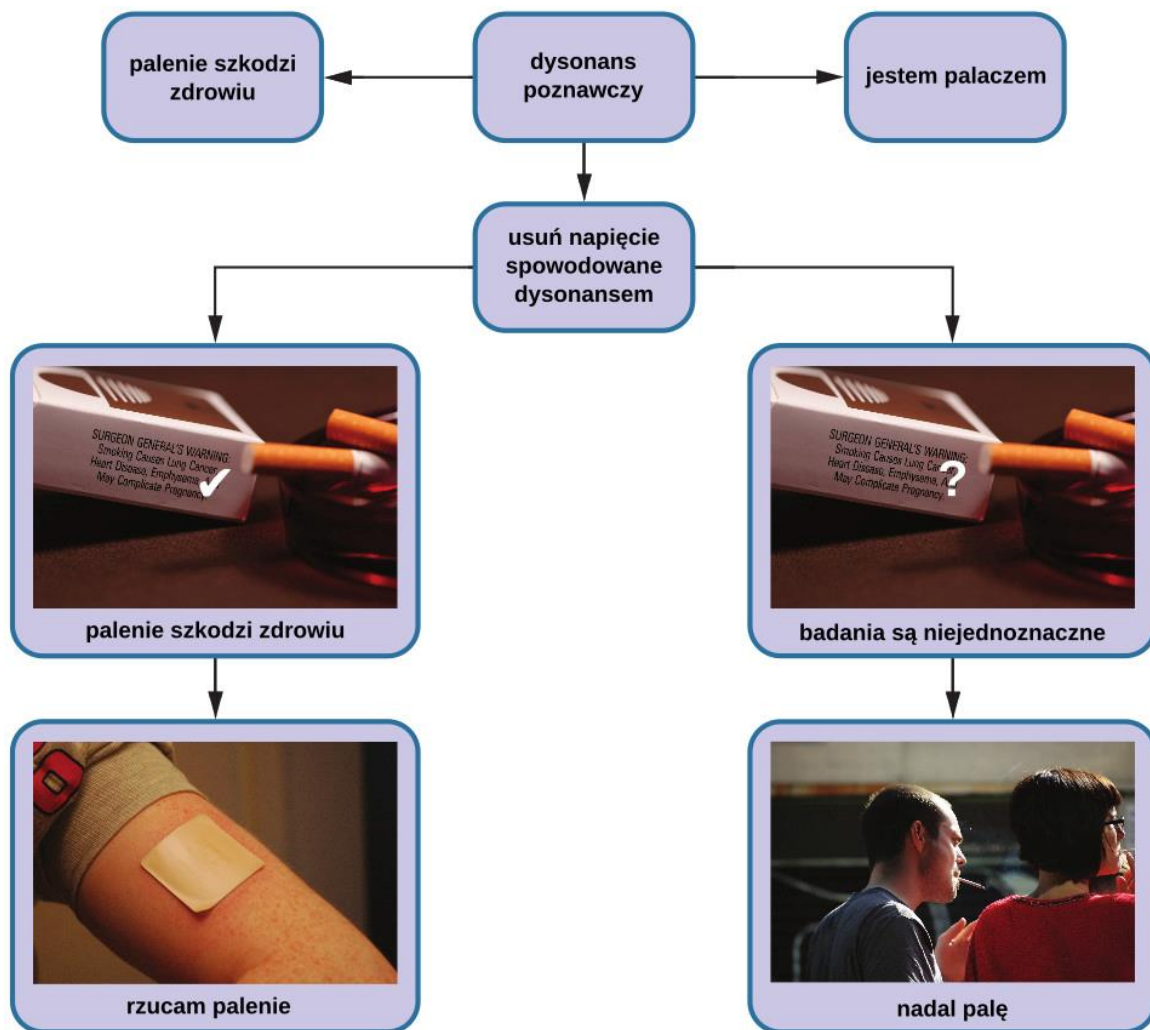 palenie szkodzi
zdrowiu
dysonans
poznawczy
jestem palaczem
usuń napięcie
spowodowane
dysonansem
SURGEON GENERAL'S WARNING:
Smoking Causes Lung Cancer,
Heart Disease, Emphysema,
May Complicate Pregnancy.
✔
palenie szkodzi zdrowiu
SURGEON GENERAL'S WARNING:
Smoking Causes Lung Cancer,
Heart Disease, Emphysema,
May Complicate Pregnancy.
?
badania są niejednoznaczne
rzucam palenie
nadal palę